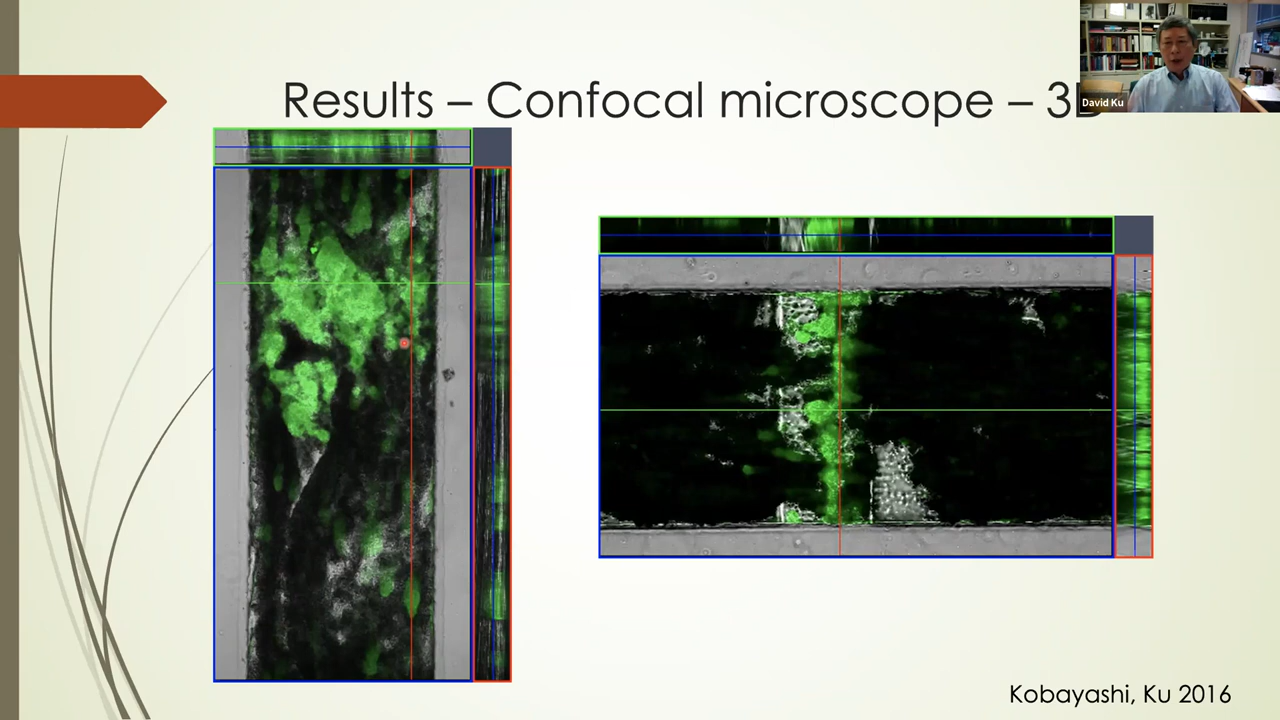 Results – Confocal microscope – 3D
David Ku
Kobayashi, Ku 2016